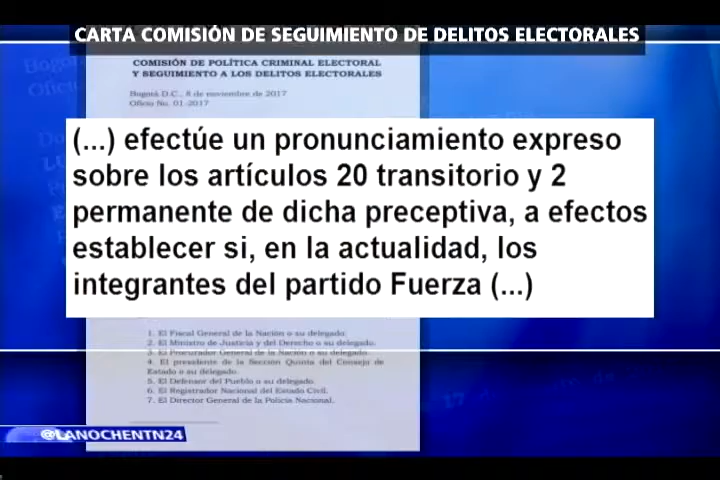 CARTA COMISIÓN DE SEGUIMIENTO DE DELITOS ELECTORALES
COMISIÓN DE POLÍTICA CRIMINAL ELECTORAL
Y SEGUIMIENTO A LOS DELITOS ELECTORALES
Bogotá D.C., 8 de noviembre de 2017
Oficio No. 01-2017
(...) efectúe un pronunciamiento expreso
sobre los artículos 20 transitorio y 2
permanente de dicha preceptiva, a efectos
establecer si, en la actualidad, los
integrantes del partido Fuerza (...)
1. El Fiscal General de la Nación o su delegado.
2. El Ministro de Justicia y del Derecho o su delegado.
3. El Procurador General de la Nación o su delegado.
4. El presidente de la Sección Quinta del Consejo de
Estado o su delegado.
5. El Defensor del Pueblo o su delegado.
6. El Registrador Nacional del Estado Civil.
7. El Director General de la Policía Nacional.
@LANOCHENTN24